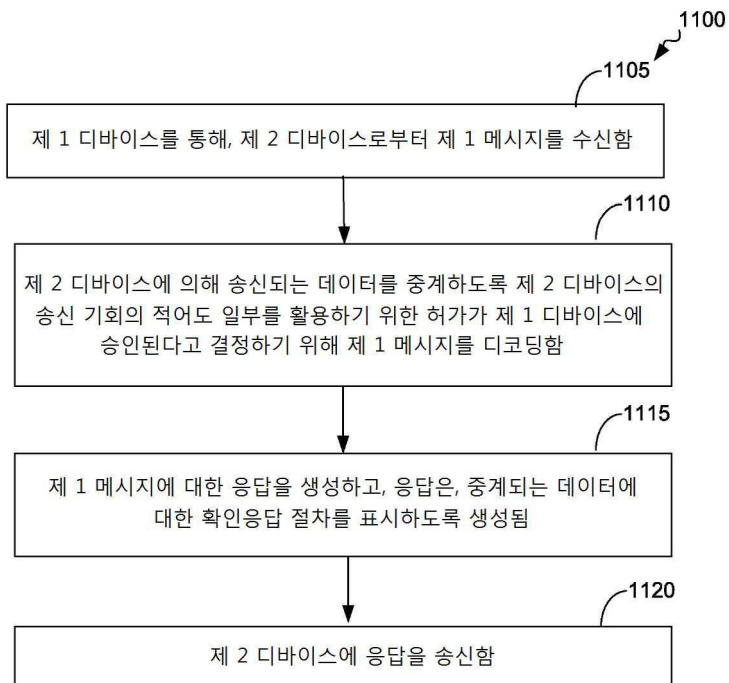 1100
1105
제 1 디바이스를 통해, 제 2 디바이스로부터 제 1 메시지를 수신함
1110
제 2 디바이스에 의해 송신되는 데이터를 중계하도록 제 2 디바이스의
송신 기회의 적어도 일부를 활용하기 위한 허가가 제 1 디바이스에
승인된다고 결정하기 위해 제 1 메시지를 디코딩함
1115
제 1 메시지에 대한 응답을 생성하고, 응답은, 중계되는 데이터에
대한 확인응답 절차를 표시하도록 생성됨
1120
제 2 디바이스에 응답을 송신함